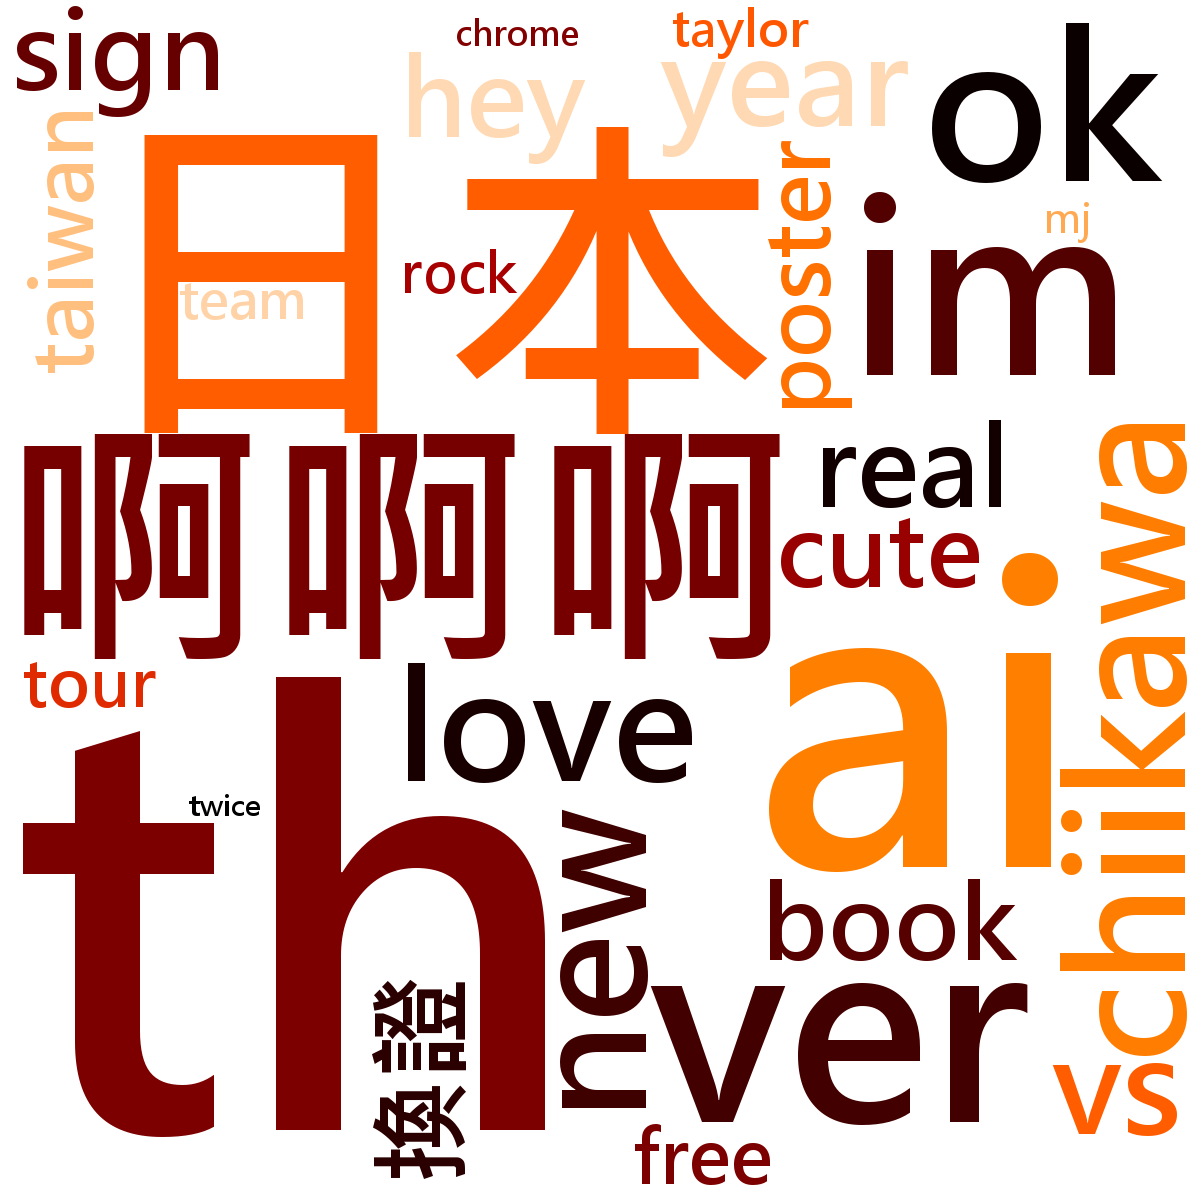 sign
chrome
taylor
hey
year
ok
taiwan
日本
poster
im
mj
team
rock
啊啊啊
real
cute
chiikawa
tour
th
love
ai
twice
new
book
ver
換證
vs
free